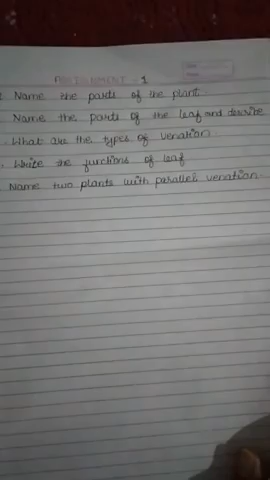 ASSIGNMENT - 1
Name the parts of the plant
Name the parts of the leaf and describe
What are the types of venation.
Write the functions of leaf
Name two plants with parallel venation.